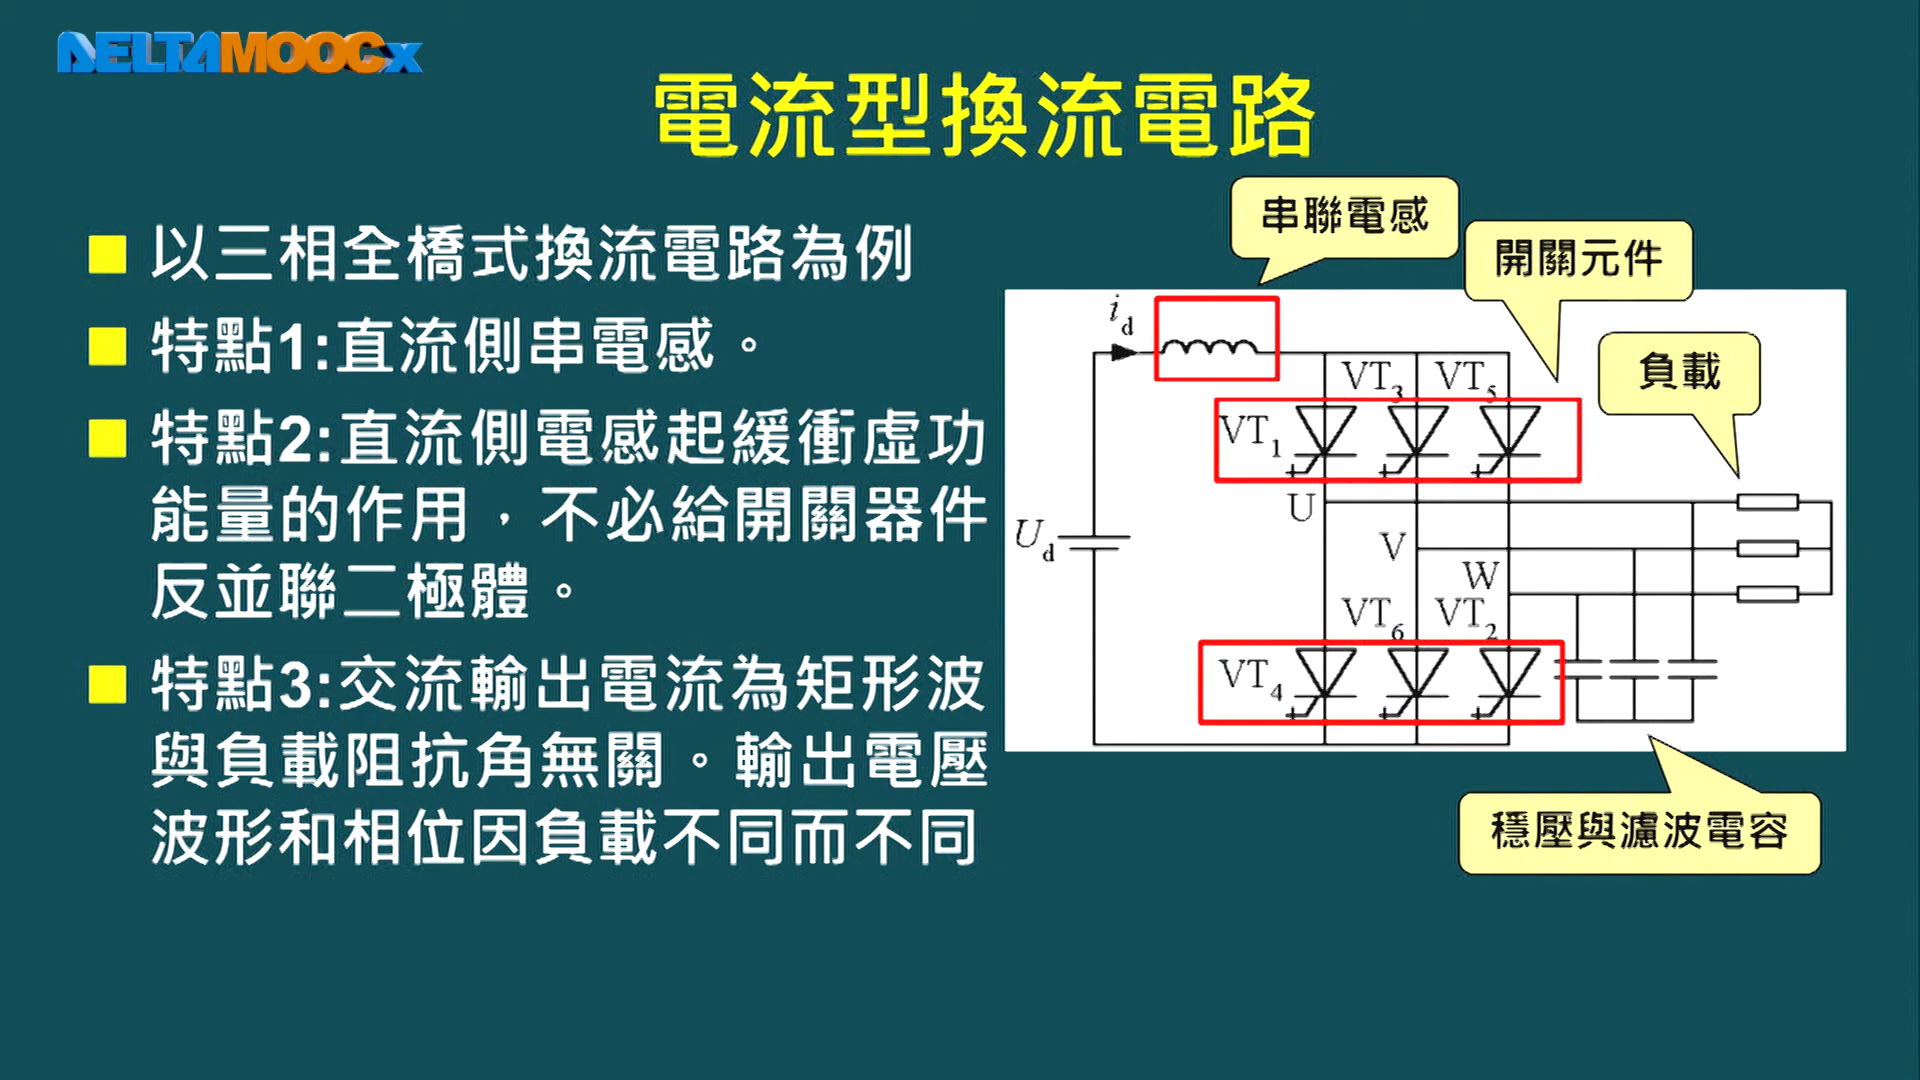 DELTAMOOCx
電流型換流電路
以三相全橋式換流電路為例
特點1:直流側串電感。
特點2:直流側電感起緩衝虛功
能量的作用，不必給開關器件
反並聯二極體。
特點3:交流輸出電流為矩形波
與負載阻抗角無關。輸出電壓
波形和相位因負載不同而不同
串聯電感
開關元件
負載
id
VT3
VT5
VT1
U
Ud
V
W
VT6
VT2
VT4
穩壓與濾波電容